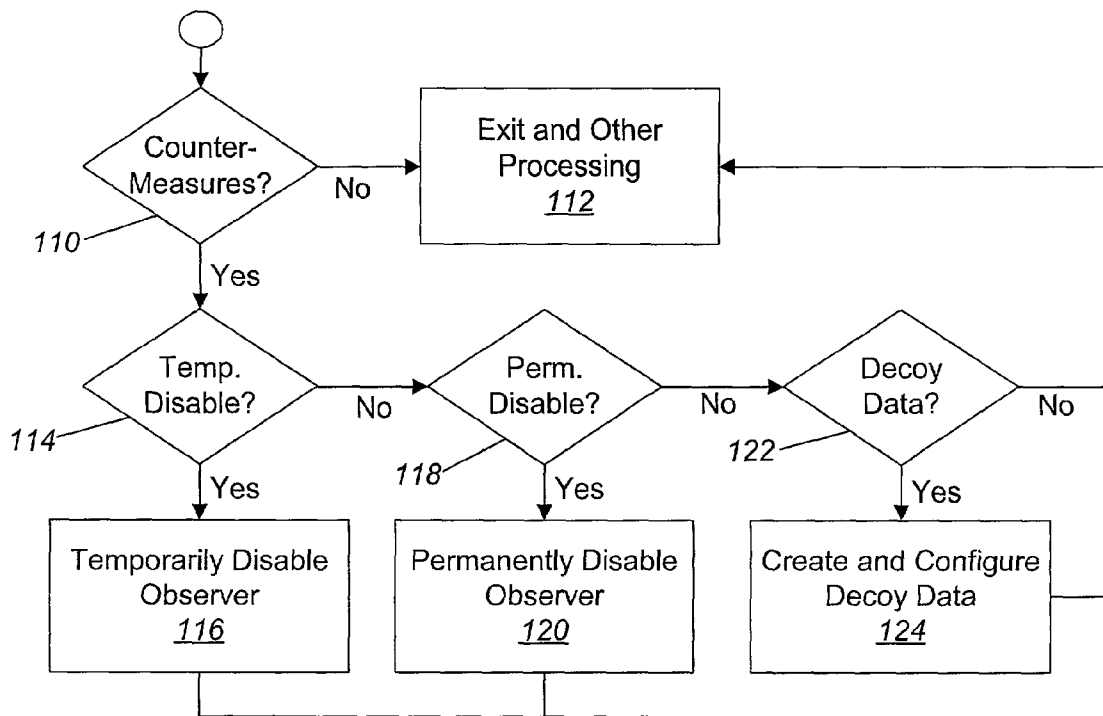 Counter-
Measures?
110
No
Yes
Exit and Other
Processing
112
Temp.
Disable?
114
No
Yes
Perm.
Disable?
118
No
Yes
Decoy
Data?
122
No
Yes
Temporarily Disable
Observer
116
Permanently Disable
Observer
120
Create and Configure
Decoy Data
124